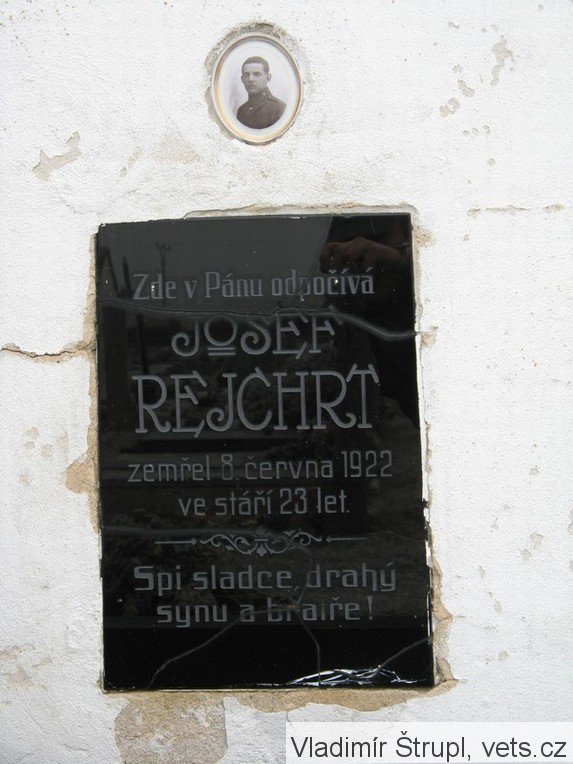 Zde v Pánu odpočívá
JOSEF
REJCHRT
zemřel 8. června 1922
ve stáří 23 let.
Spi sladce, drahý
synu a bratře!
Vladimír Štrupl, vets.cz